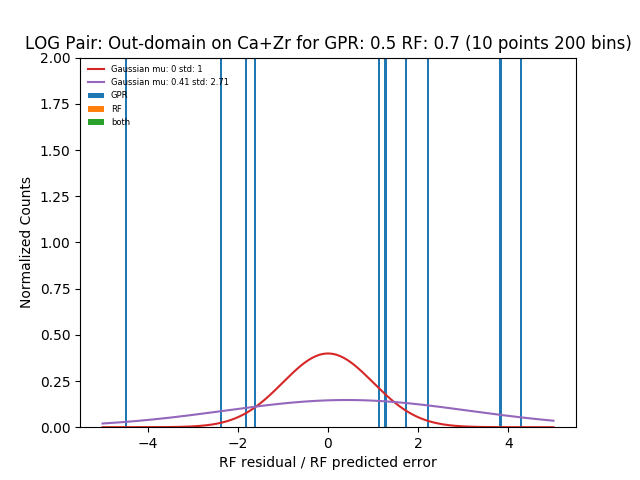 LOG Pair: Out-domain on Ca+Zr for GPR: 0.5 RF: 0.7 (10 points 200 bins)
2.00
1.75
1.50
1.25
1.00
0.75
0.50
0.25
0.00
Normalized Counts
Gaussian mu: 0 std: 1
Gaussian mu: 0.41 std: 2.71
GPR
RF
both
−4 −2 0 2 4
RF residual / RF predicted error